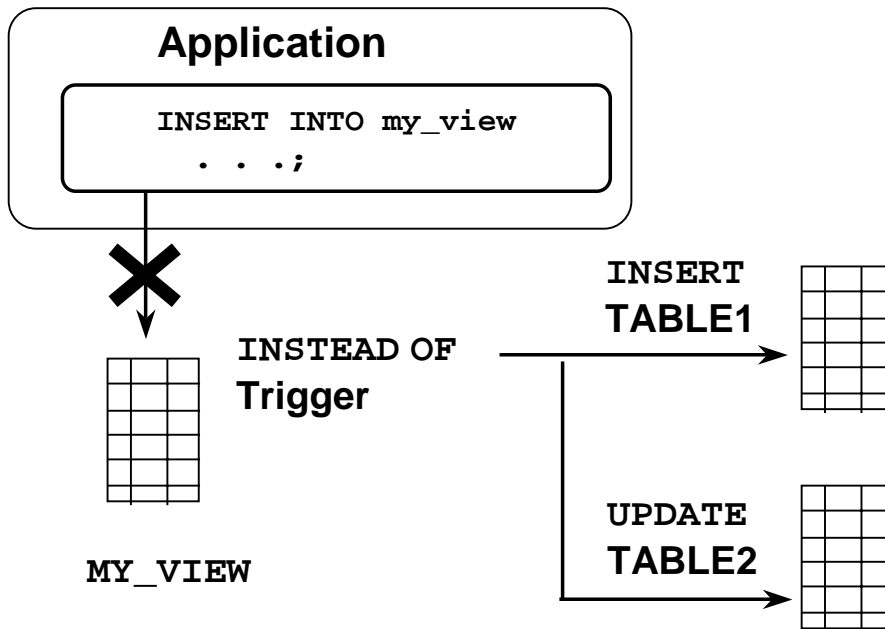 Application
INSERT INTO my_view
. . .;
INSERT
TABLE1
INSTEAD OF
Trigger
UPDATE
TABLE2
MY_VIEW